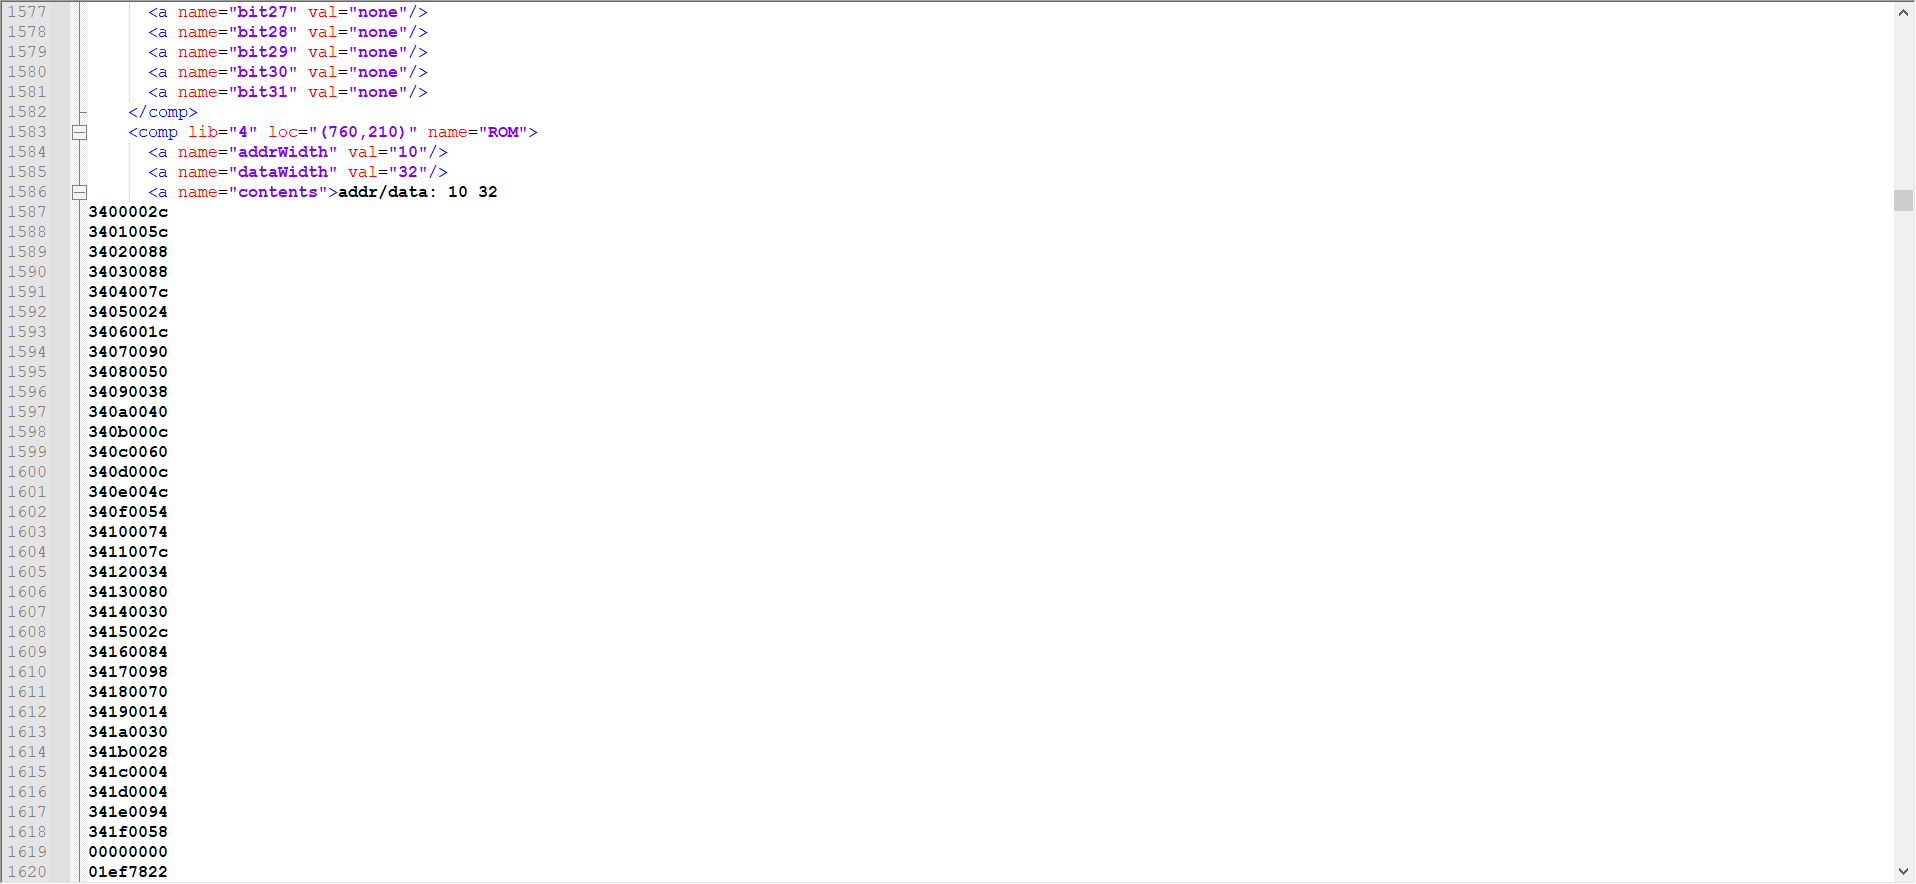 1577 <a name="bit27" val="none"/>
1578 <a name="bit28" val="none"/>
1579 <a name="bit29" val="none"/>
1580 <a name="bit30" val="none"/>
1581 <a name="bit31" val="none"/>
1582 </comp>
1583 <comp lib="4" loc="(760,210)" name="ROM">
1584 <a name="addrWidth" val="10"/>
1585 <a name="dataWidth" val="32"/>
1586 <a name="contents">addr/data: 10 32
1587 3400002c
1588 3401005c
1589 34020088
1590 34030088
1591 3404007c
1592 34050024
1593 3406001c
1594 34070090
1595 34080050
1596 34090038
1597 340a0040
1598 340b000c
1599 340c0060
1600 340d000c
1601 340e004c
1602 340f0054
1603 34100074
1604 3411007c
1605 34120034
1606 34130080
1607 34140030
1608 3415002c
1609 34160084
1610 34170098
1611 34180070
1612 34190014
1613 341a0030
1614 341b0028
1615 341c0004
1616 341d0004
1617 341e0094
1618 341f0058
1619 00000000
1620 01ef7822